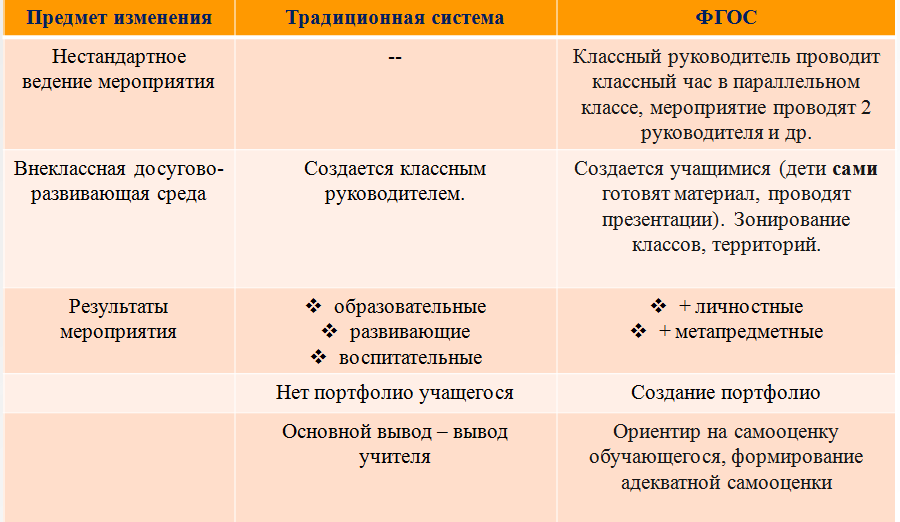 Предмет изменения
Традиционная система
ФГОС
Нестандартное
ведение мероприятия
--
Классный руководитель проводит
классный час в параллельном
классе, мероприятие проводят 2
руководителя и др.
Внеклассная досугово-
развивающая среда
Создается классным
руководителем.
Создается учащимися (дети сами
готовят материал, проводят
презентации). Зонирование
классов, территорий.
Результаты
мероприятия
❖ образовательные
❖ развивающие
❖ воспитательные
❖ + личностные
❖ + метапредметные
Нет портфолио учащегося
Создание портфолио
Основной вывод – вывод
учителя
Ориентир на самооценку
обучающегося, формирование
адекватной самооценки